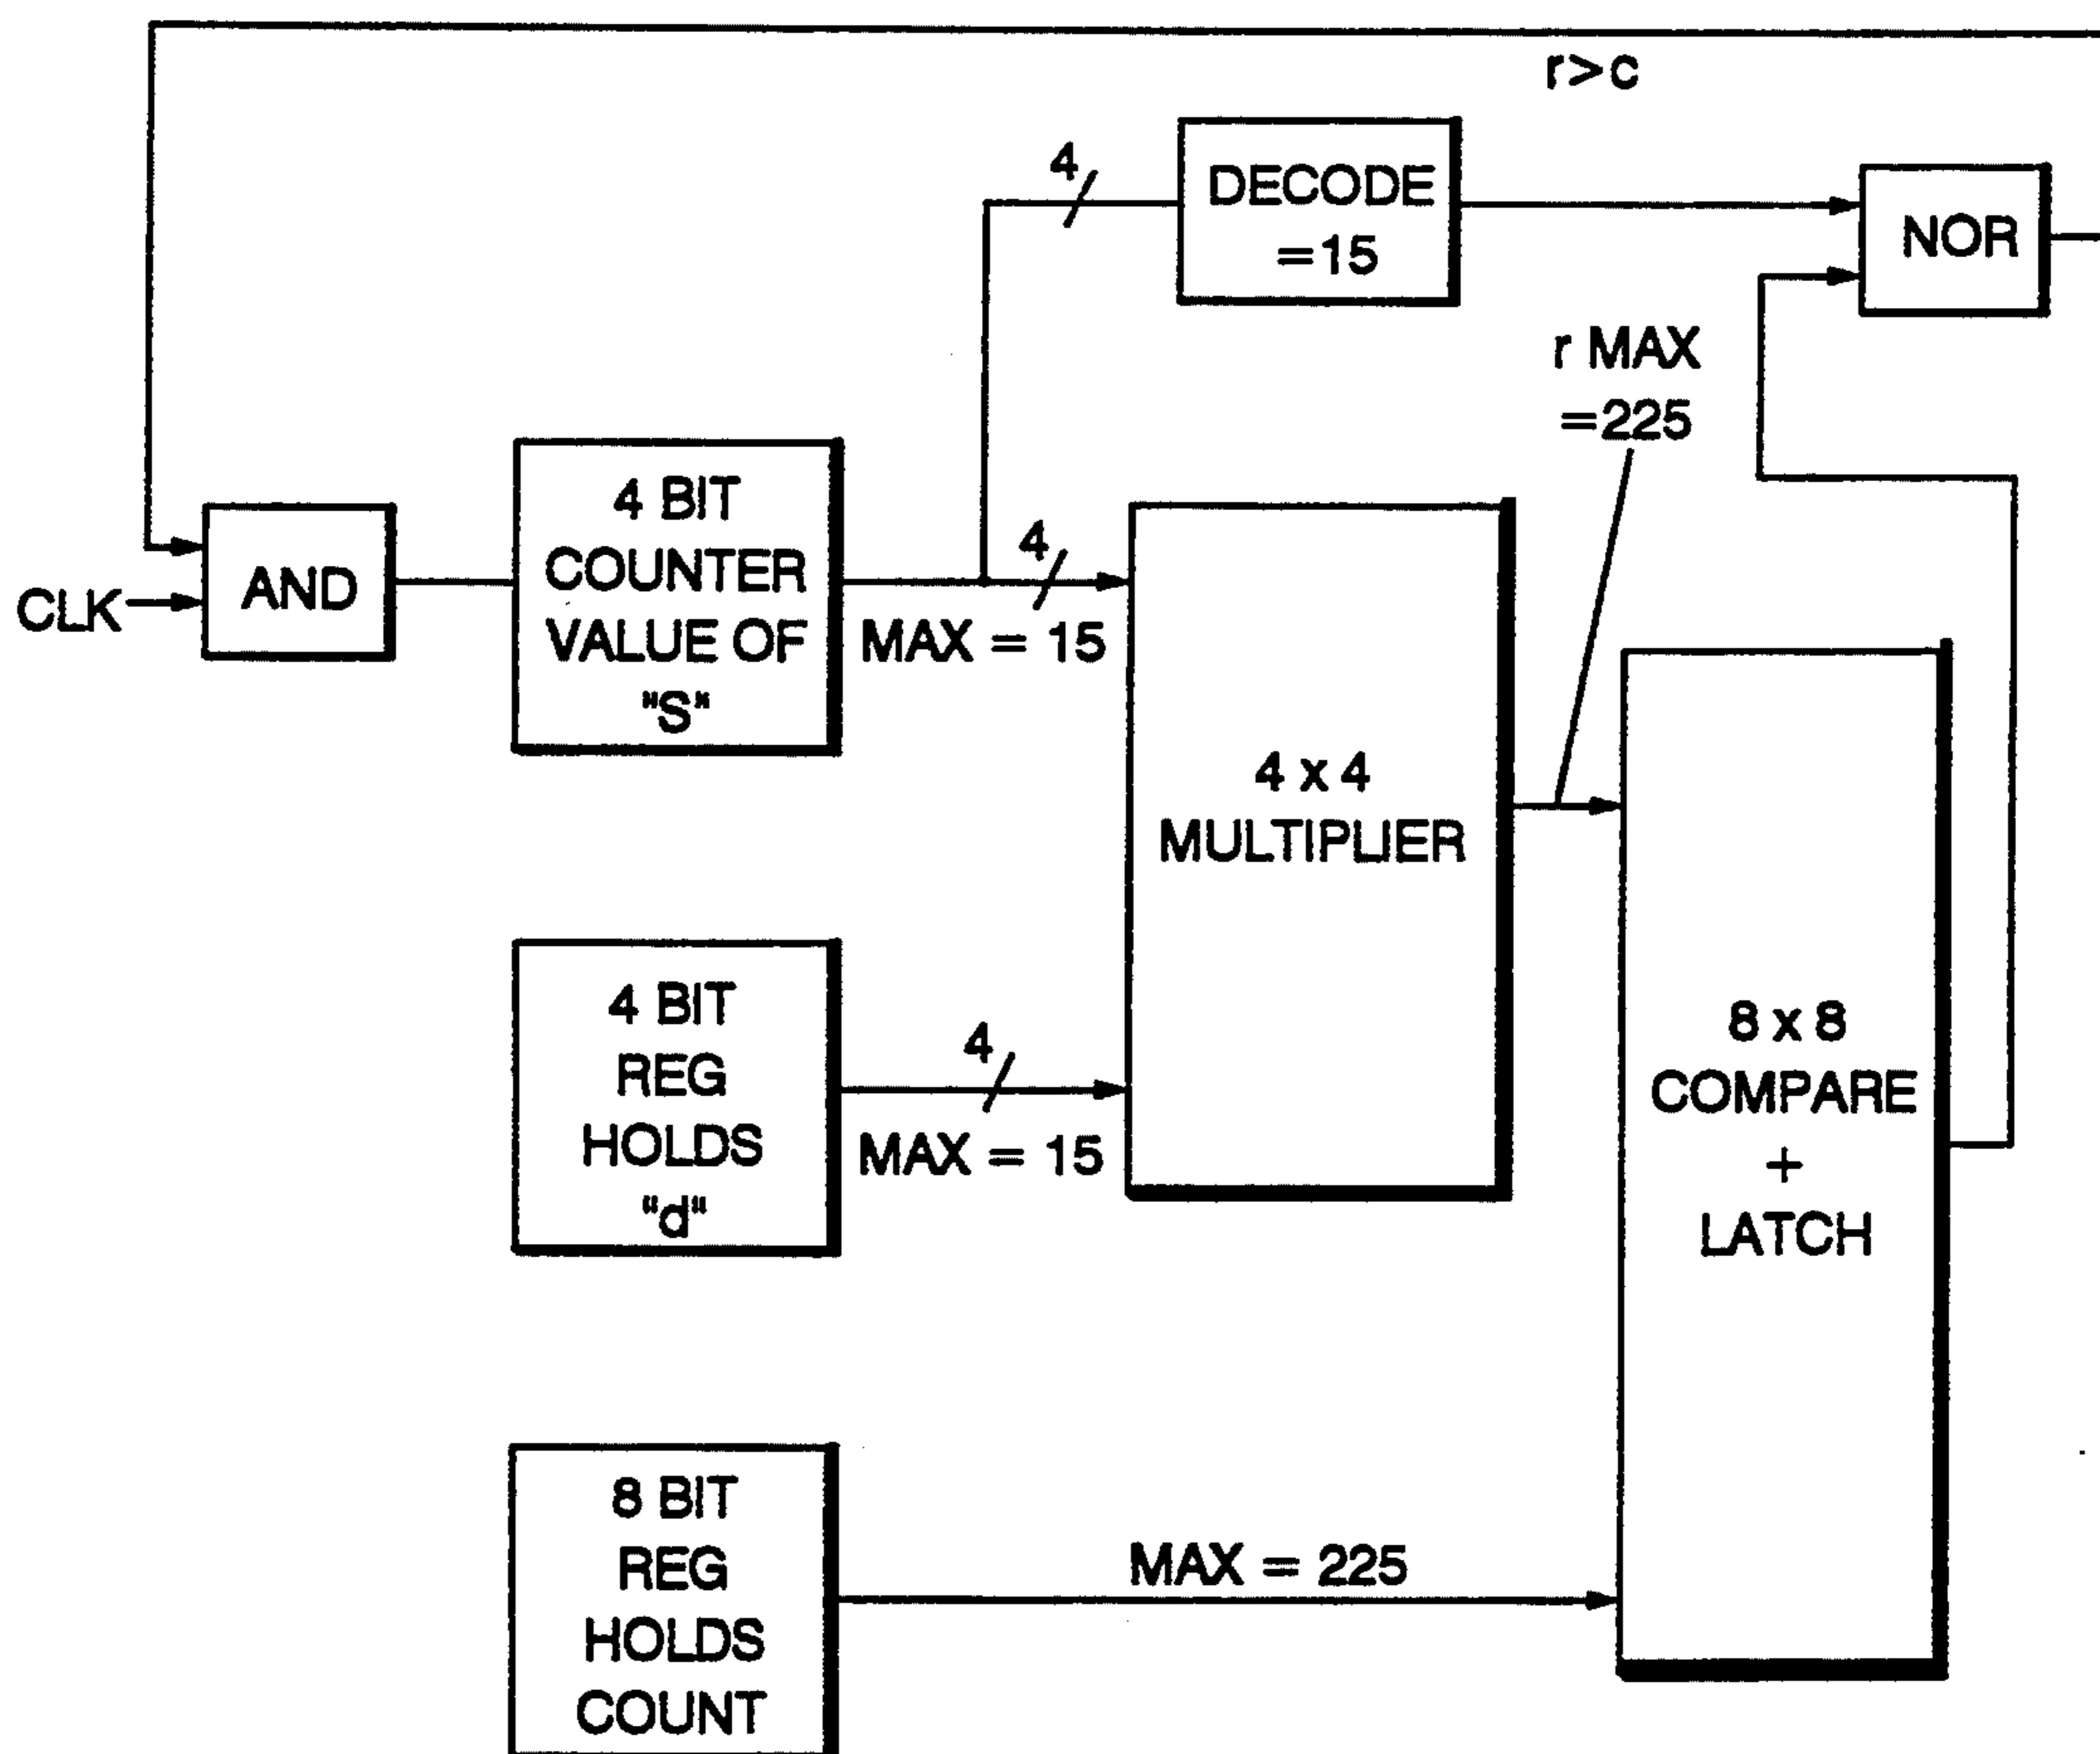 r>c
4
DECODE
=15
NOR
r MAX
=225
4 BIT
COUNTER
VALUE OF
"S"
4
MAX = 15
AND
CLK
4 x 4
MULTIPLIER
4 BIT
REG
HOLDS
"d"
4
MAX = 15
8 x 8
COMPARE
+
LATCH
8 BIT
REG
HOLDS
COUNT
MAX = 225